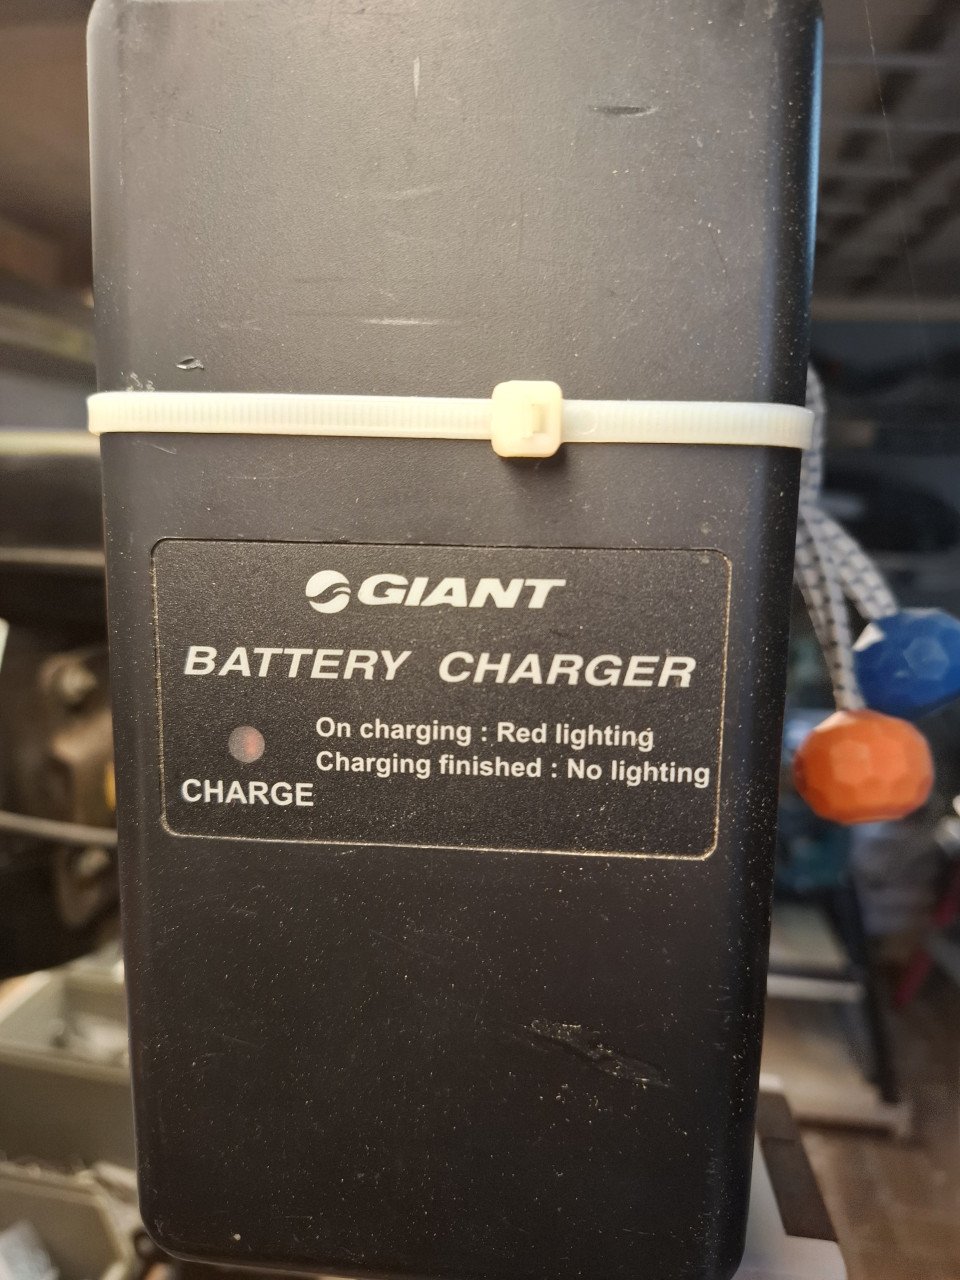 GIANT
BATTERY CHARGER
On charging : Red lighting
Charging finished : No lighting
CHARGE